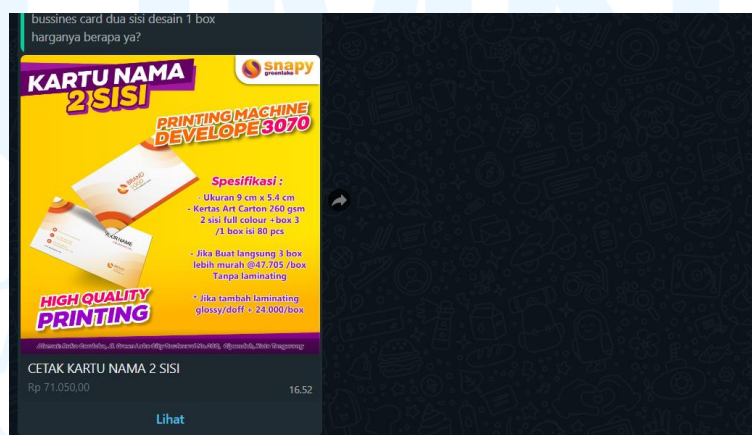 bussines card dua sisi desain 1 box
harganya berapa ya?
KARTU NAMA
2 SISI
snapy
greenlake
PRINTING MACHINE
DEVELOPE 3070
BRAND
Spesifikasi :
- Ukuran 9 cm x 5.4 cm
- Kertas Art Carton 260 gsm
2 sisi full colour +box 3
/1 box isi 80 pcs
- Jika Buat langsung 3 box
lebih murah @47.705 /box
Tanpa laminating
* Jika tambah laminating
glossy/doff + 24.000/box
HIGH QUALITY
PRINTING
CETAK KARTU NAMA 2 SISI
Rp 71.050,00
16.52
Lihat